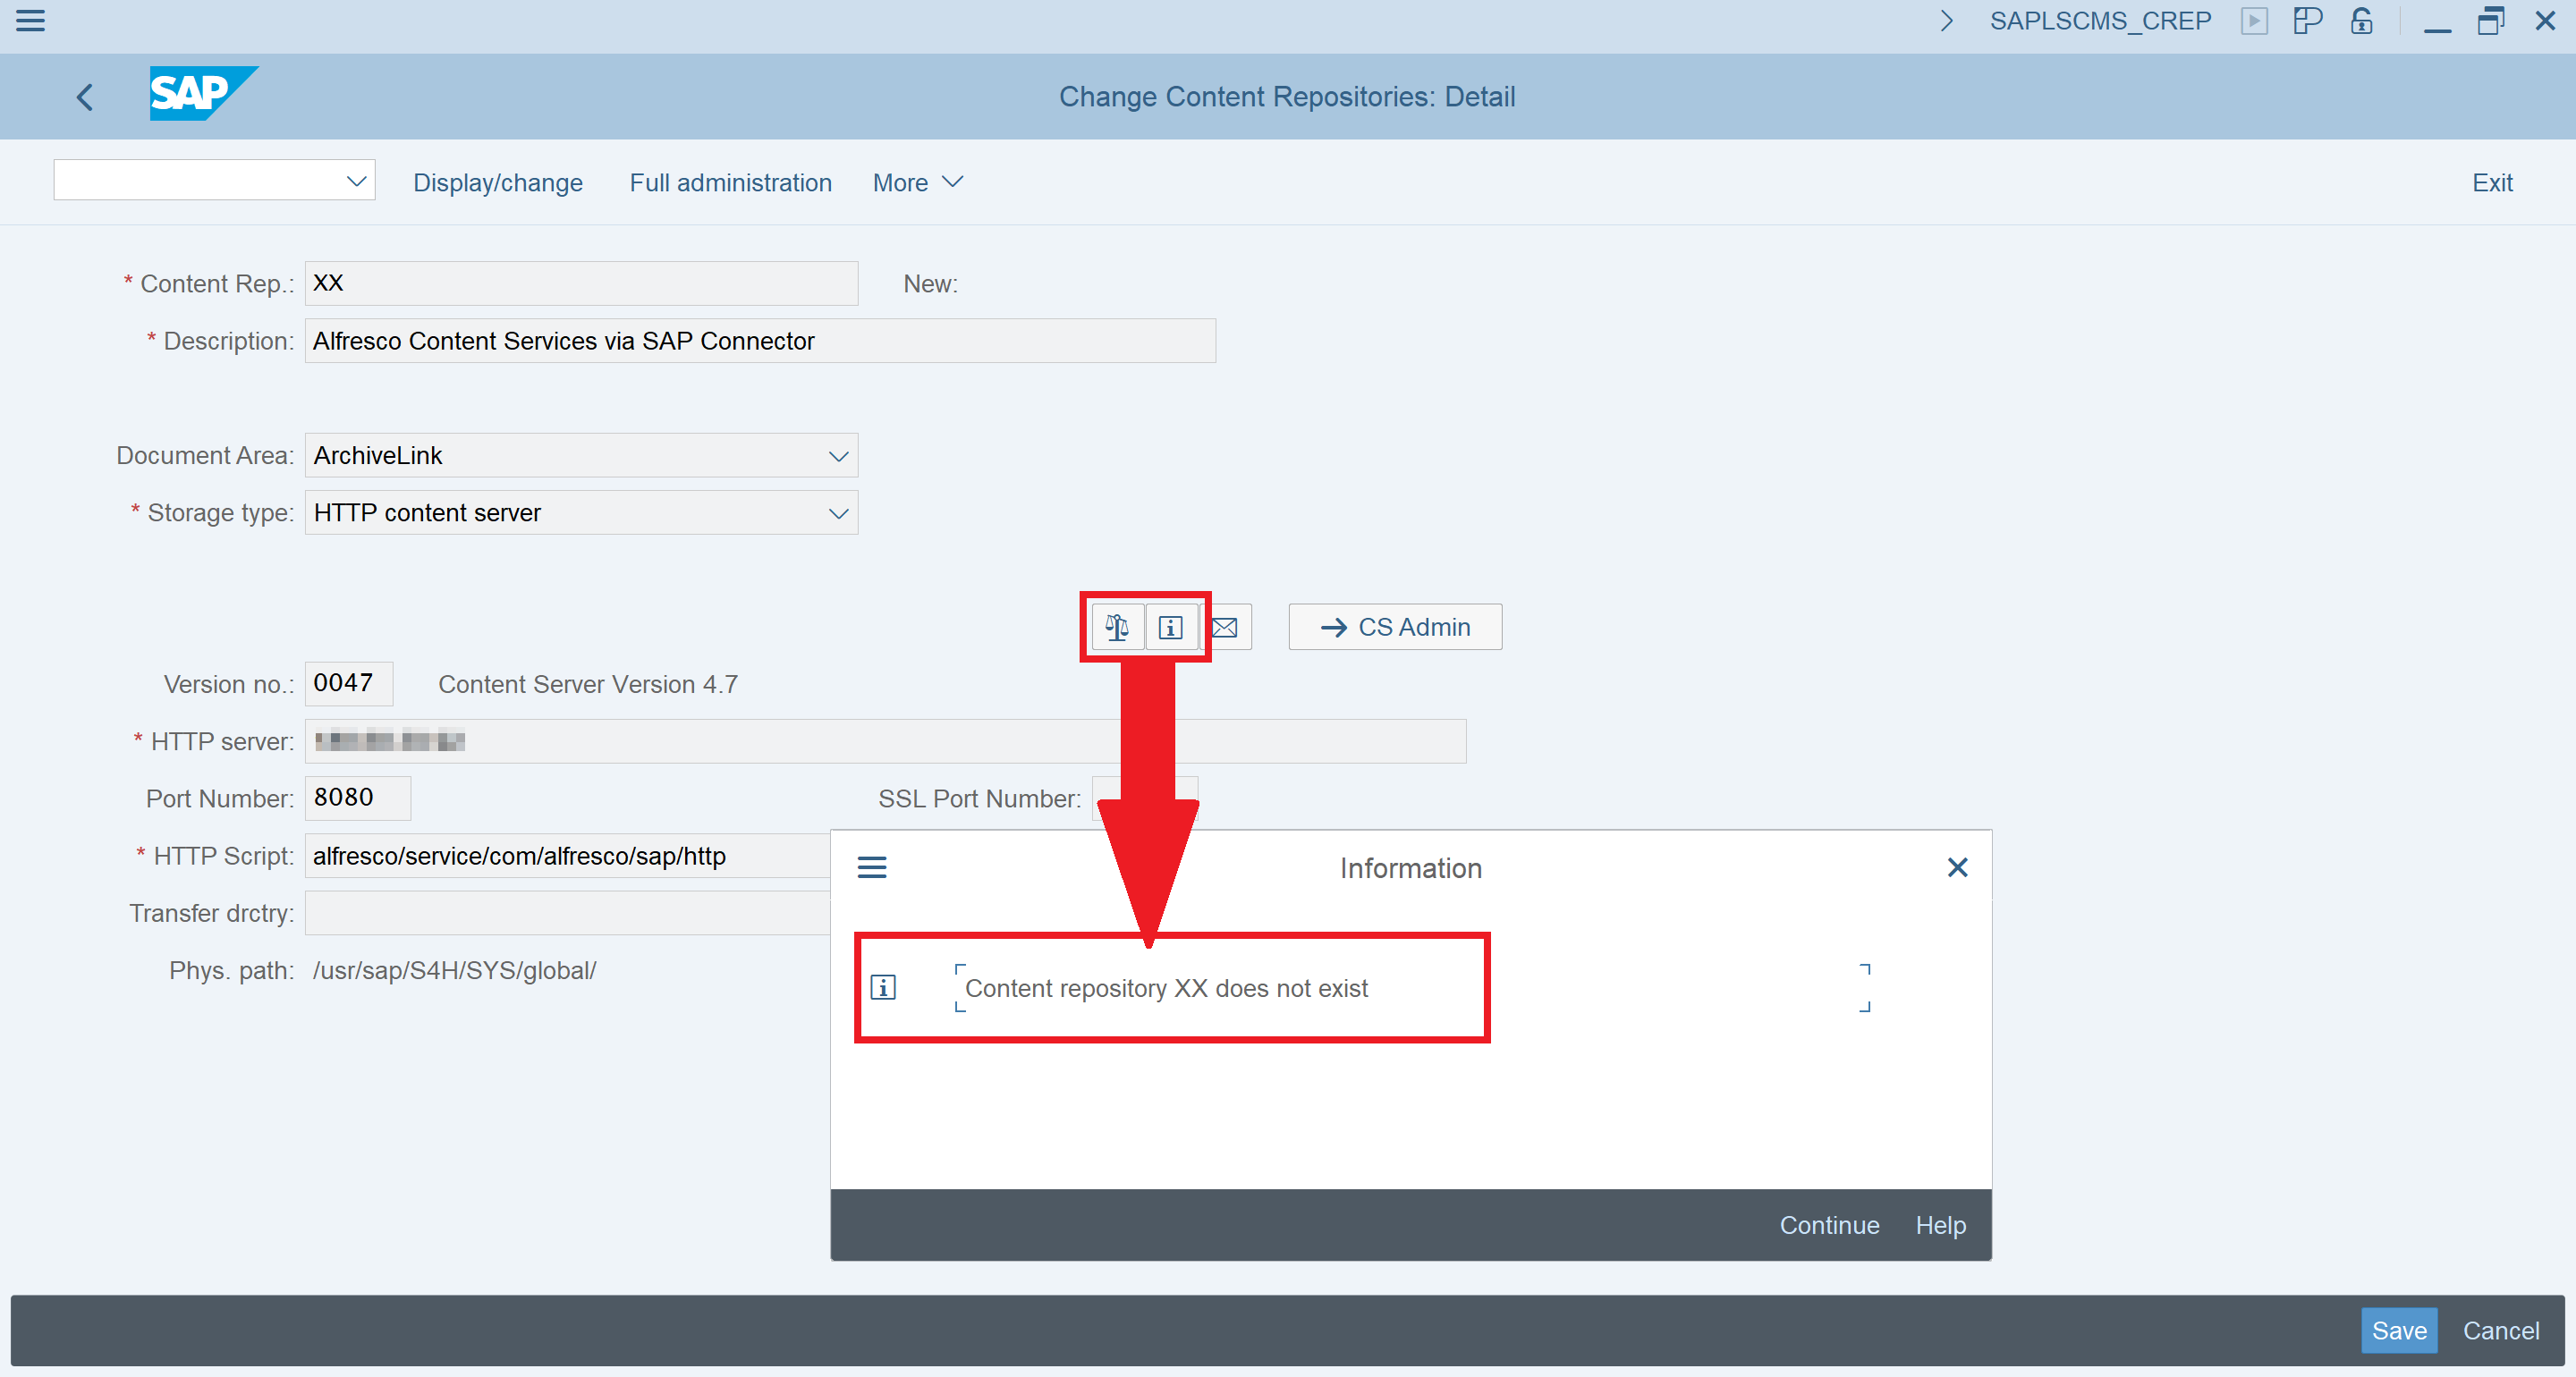 SAPLSCMS_CREP
SAP
Change Content Repositories: Detail
Display/change Full administration More Exit
* Content Rep.: XX New:
* Description: Alfresco Content Services via SAP Connector
Document Area: ArchiveLink
* Storage type: HTTP content server
CS Admin
Version no.: 0047 Content Server Version 4.7
* HTTP server:
Port Number: 8080 SSL Port Number:
* HTTP Script: alfresco/service/com/alfresco/sap/http
Transfer drctry:
Phys. path: /usr/sap/S4H/SYS/global/
Information
Content repository XX does not exist
Continue Help
Save Cancel